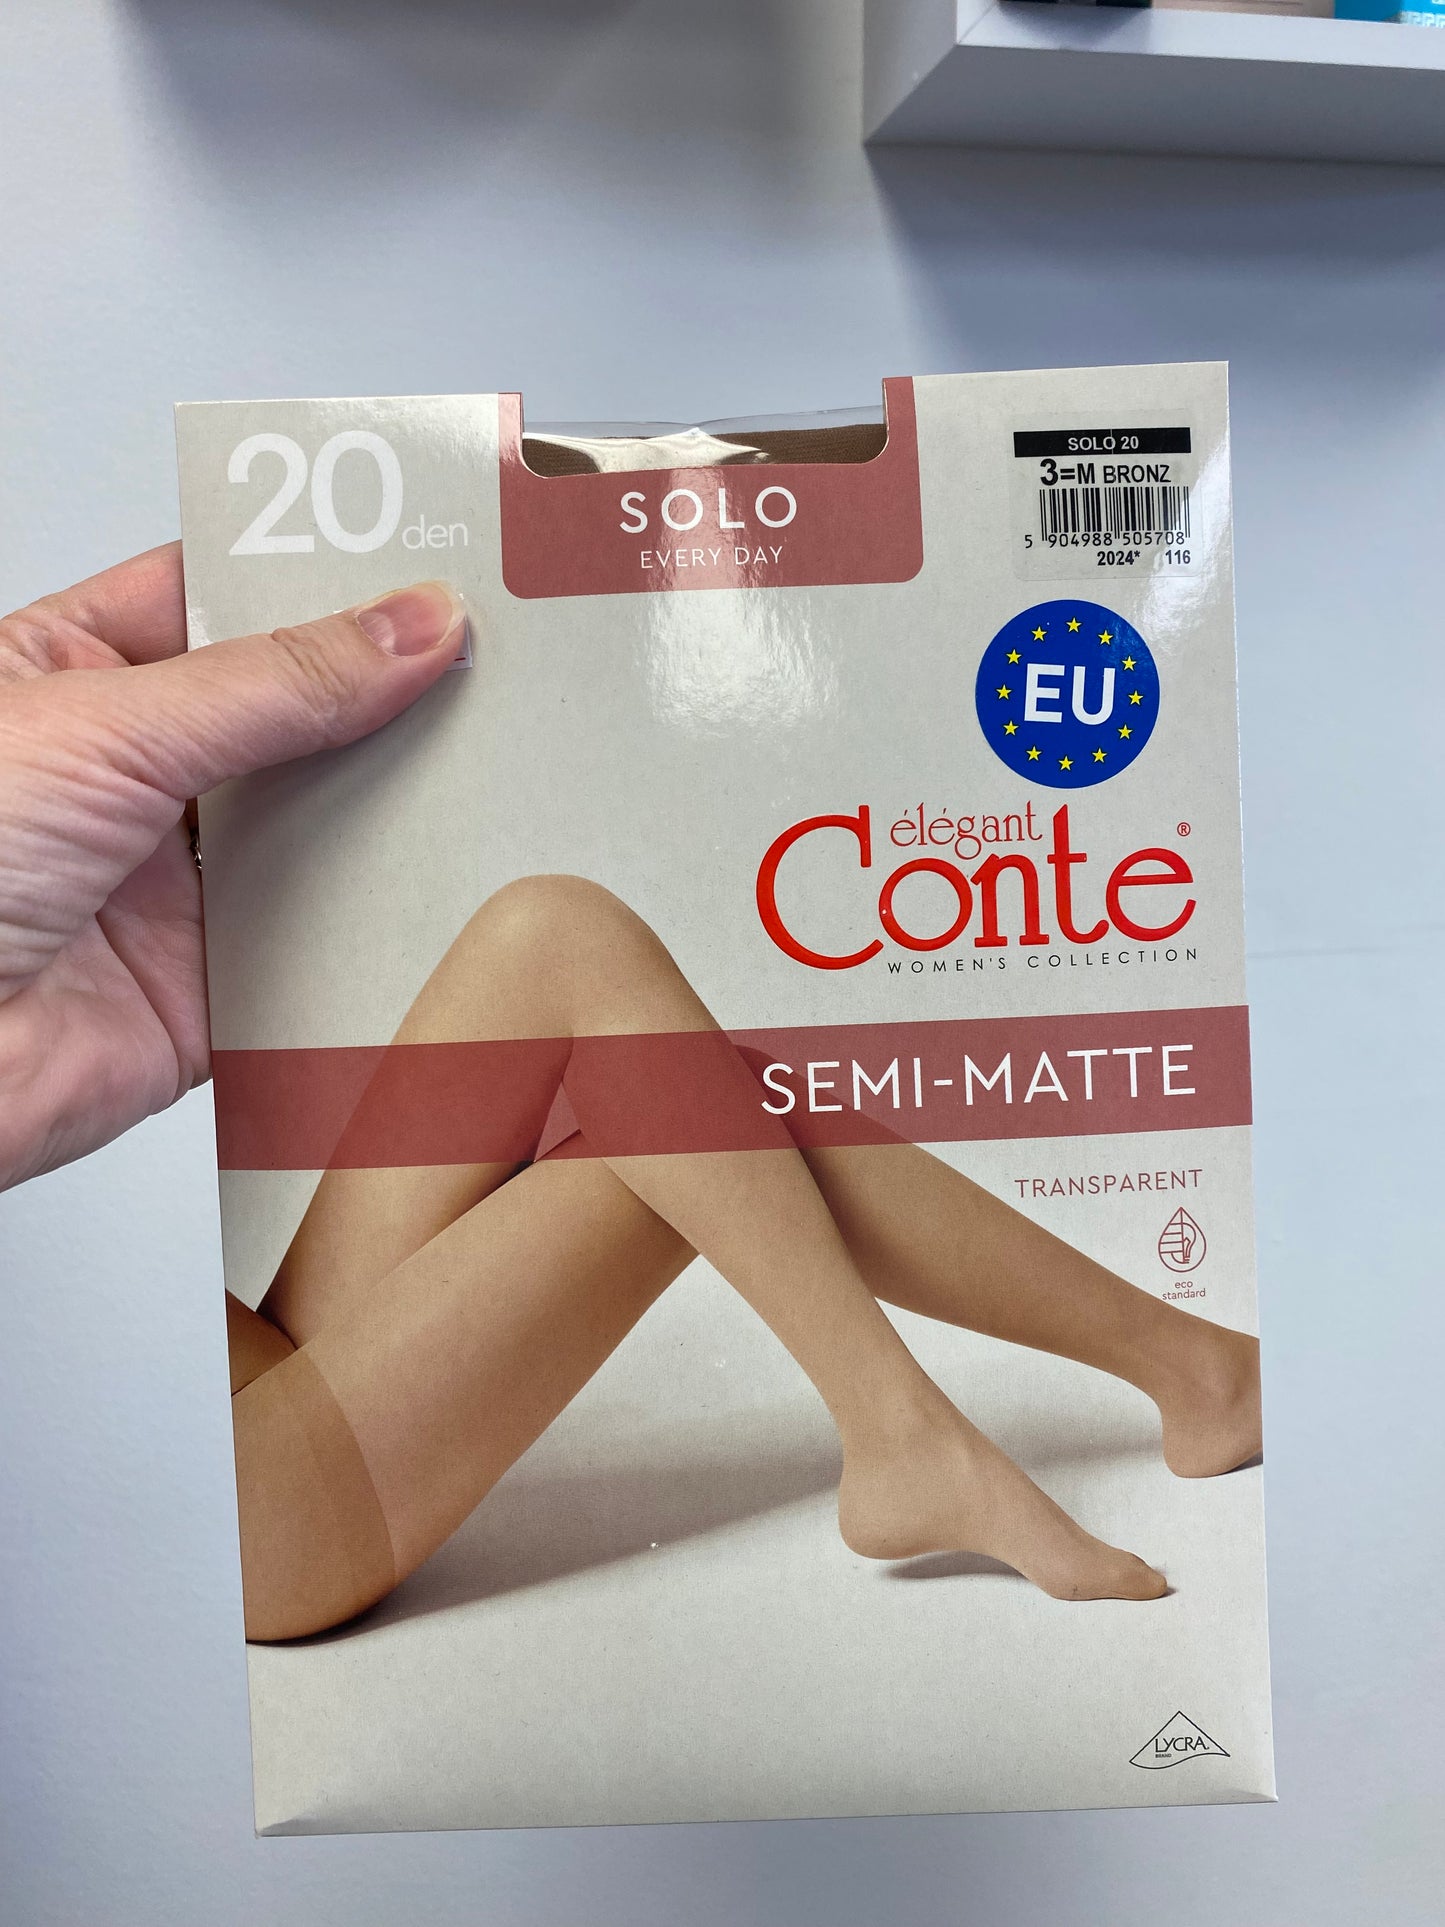 20 den
SOLO
EVERY DAY
SOLO 20
3=M BRONZ
5 904988 505708
2024* 116
EU
élégant
Conte ®
WOMEN'S COLLECTION
SEMI-MATTE
TRANSPARENT
eco
standard
LYCRA
BRAND